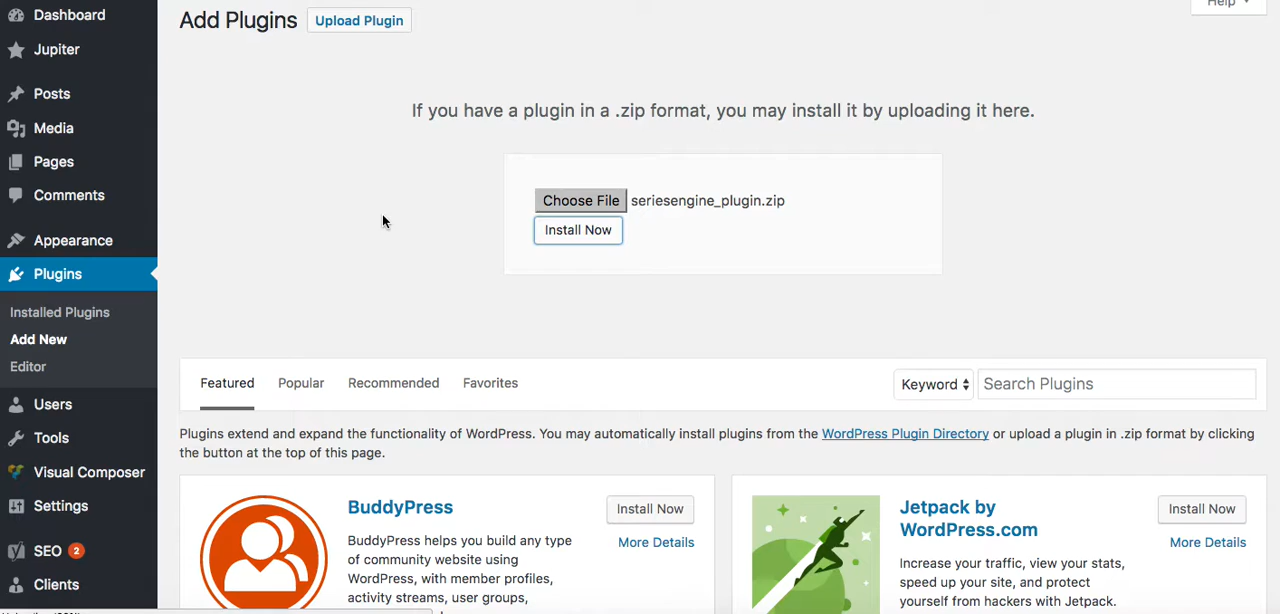 Dashboard
Jupiter
Posts
Media
Pages
Comments
Appearance
Plugins
Installed Plugins
Add New
Editor
Users
Tools
Visual Composer
Settings
SEO 2
Clients
Add Plugins Upload Plugin
Help
If you have a plugin in a .zip format, you may install it by uploading it here.
Choose File seriesengine_plugin.zip
Install Now
Featured Popular Recommended Favorites Keyword Search Plugins
Plugins extend and expand the functionality of WordPress. You may automatically install plugins from the WordPress Plugin Directory or upload a plugin in .zip format by clicking
the button at the top of this page.
BuddyPress
Install Now
More Details
BuddyPress helps you build any type
of community website using
WordPress, with member profiles,
activity streams, user groups,
Jetpack by
WordPress.com
Install Now
More Details
Increase your traffic, view your stats,
speed up your site, and protect
yourself from hackers with Jetpack.